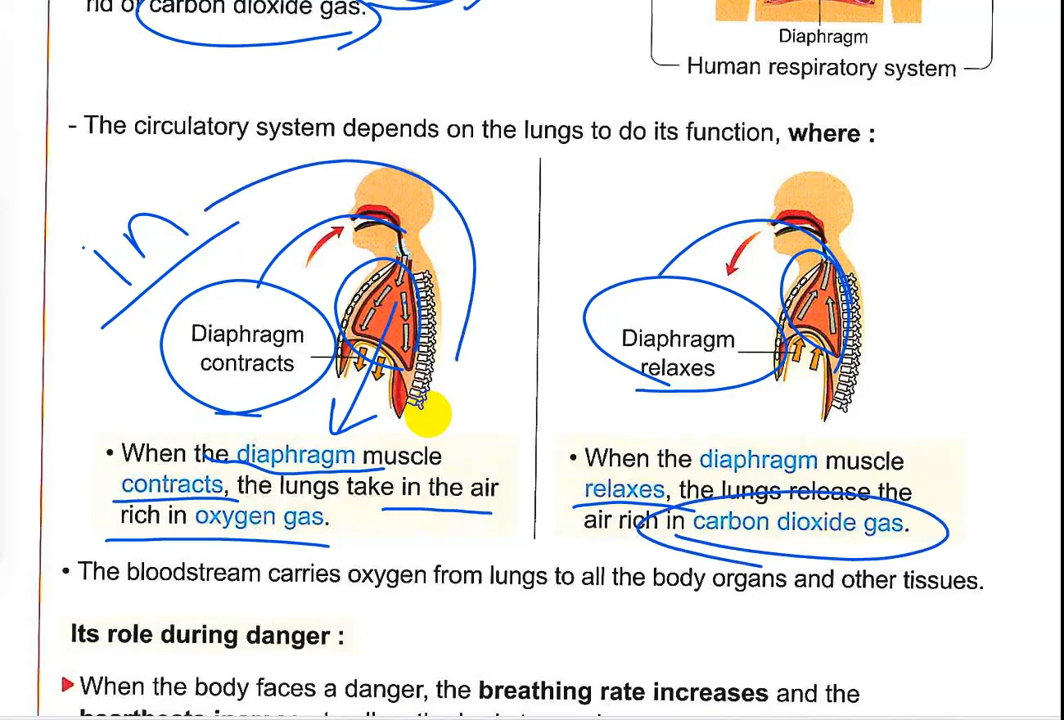 rid of carbon dioxide gas.
Diaphragm
Human respiratory system
- The circulatory system depends on the lungs to do its function, where :
in
Diaphragm
contracts
Diaphragm
relaxes
• When the diaphragm muscle
contracts, the lungs take in the air
rich in oxygen gas.
• When the diaphragm muscle
relaxes, the lungs release the
air rich in carbon dioxide gas.
• The bloodstream carries oxygen from lungs to all the body organs and other tissues.
Its role during danger :
When the body faces a danger, the breathing rate increases and the